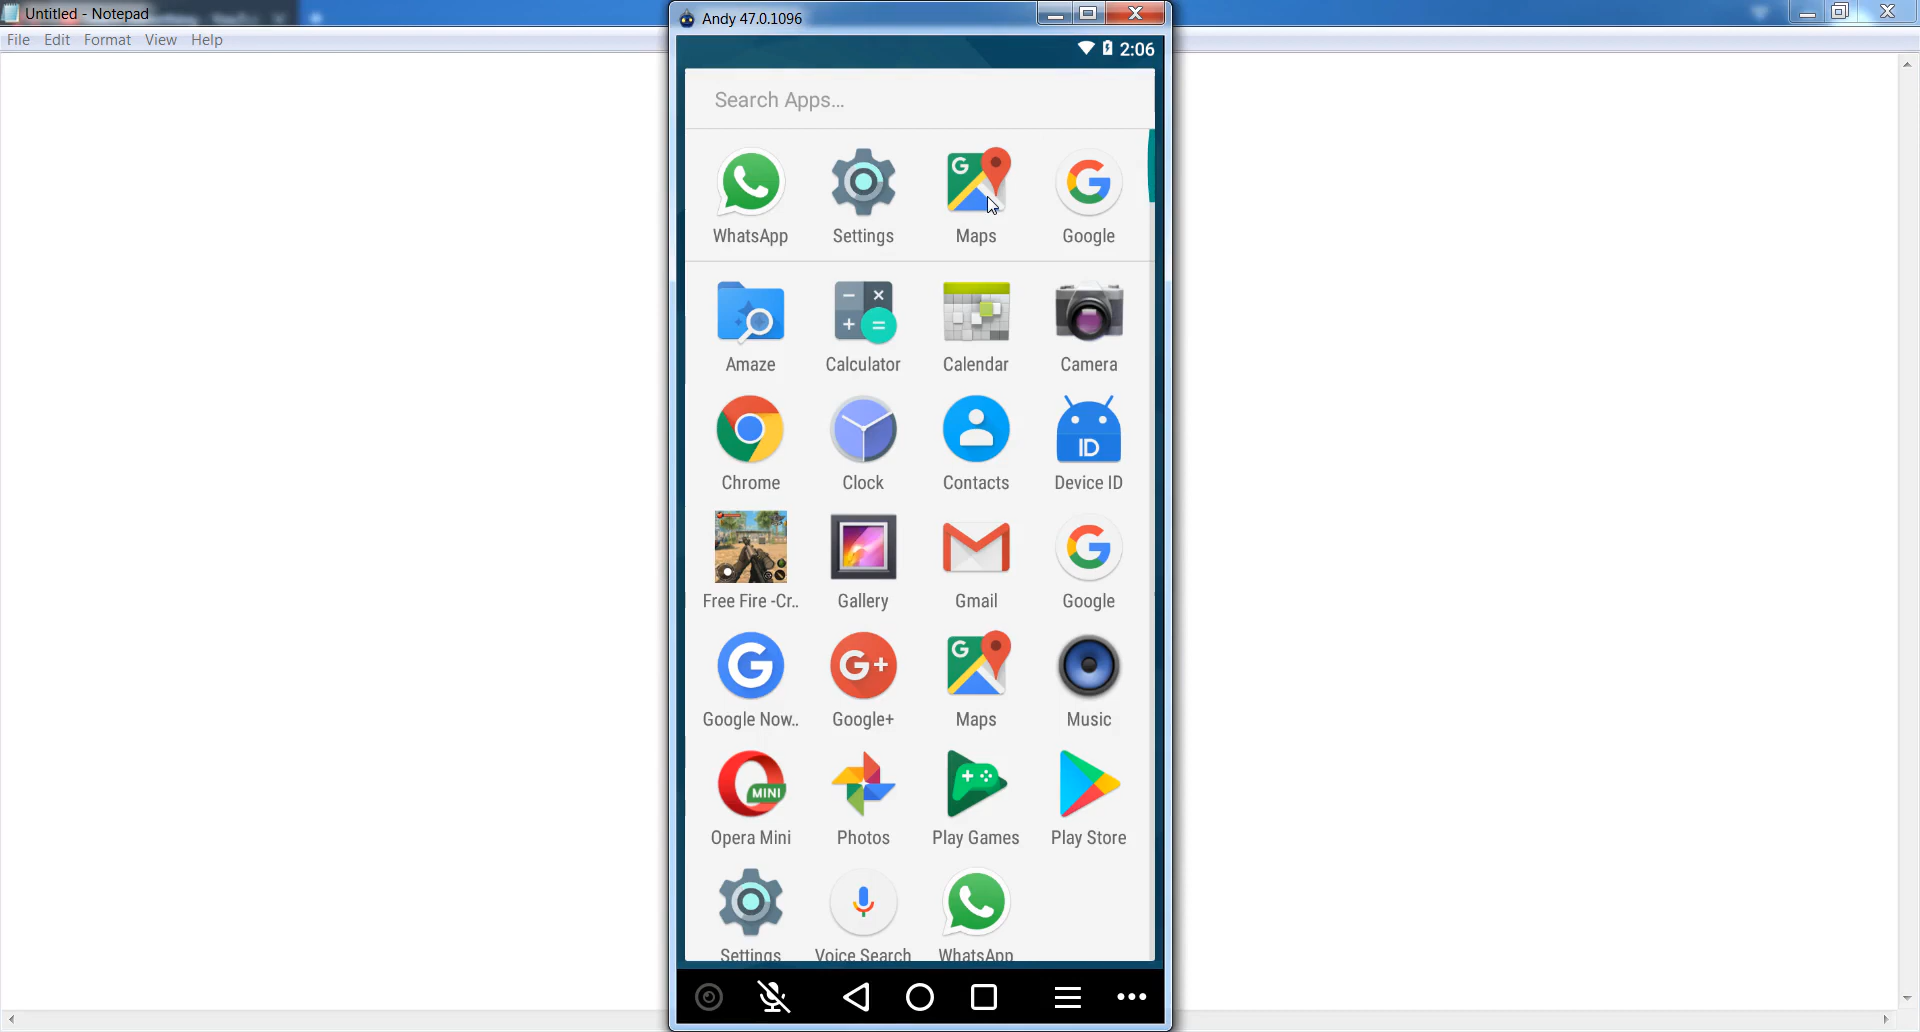 Untitled - Notepad
File Edit Format View Help
Andy 47.0.1096
2:06
Search Apps...
WhatsApp Settings Maps Google
Amaze Calculator Calendar Camera
ID
Chrome Clock Contacts Device ID
Free Fire -Cr.. Gallery Gmail Google
G+
Google Now.. Google+ Maps Music
MINI
Opera Mini Photos Play Games Play Store
Settings Voice Search WhatsApp